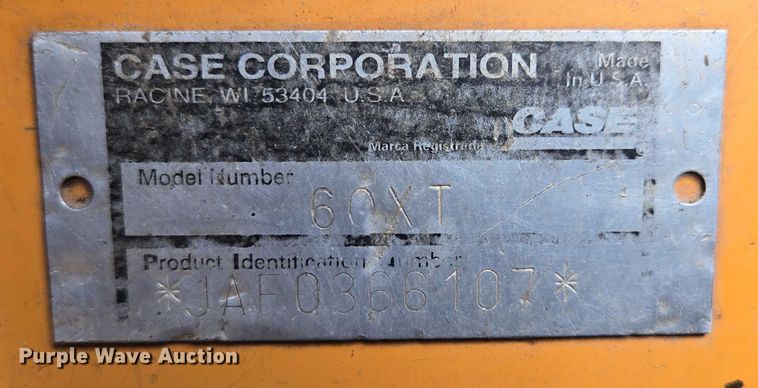 CASE CORPORATION
RACINE, WI 53404 U.S.A.
Made
In U.S.A.
CASE
Marca Registrada
Model Number
60XT
Product Identification Number
*JAF0366107*
Purple Wave Auction